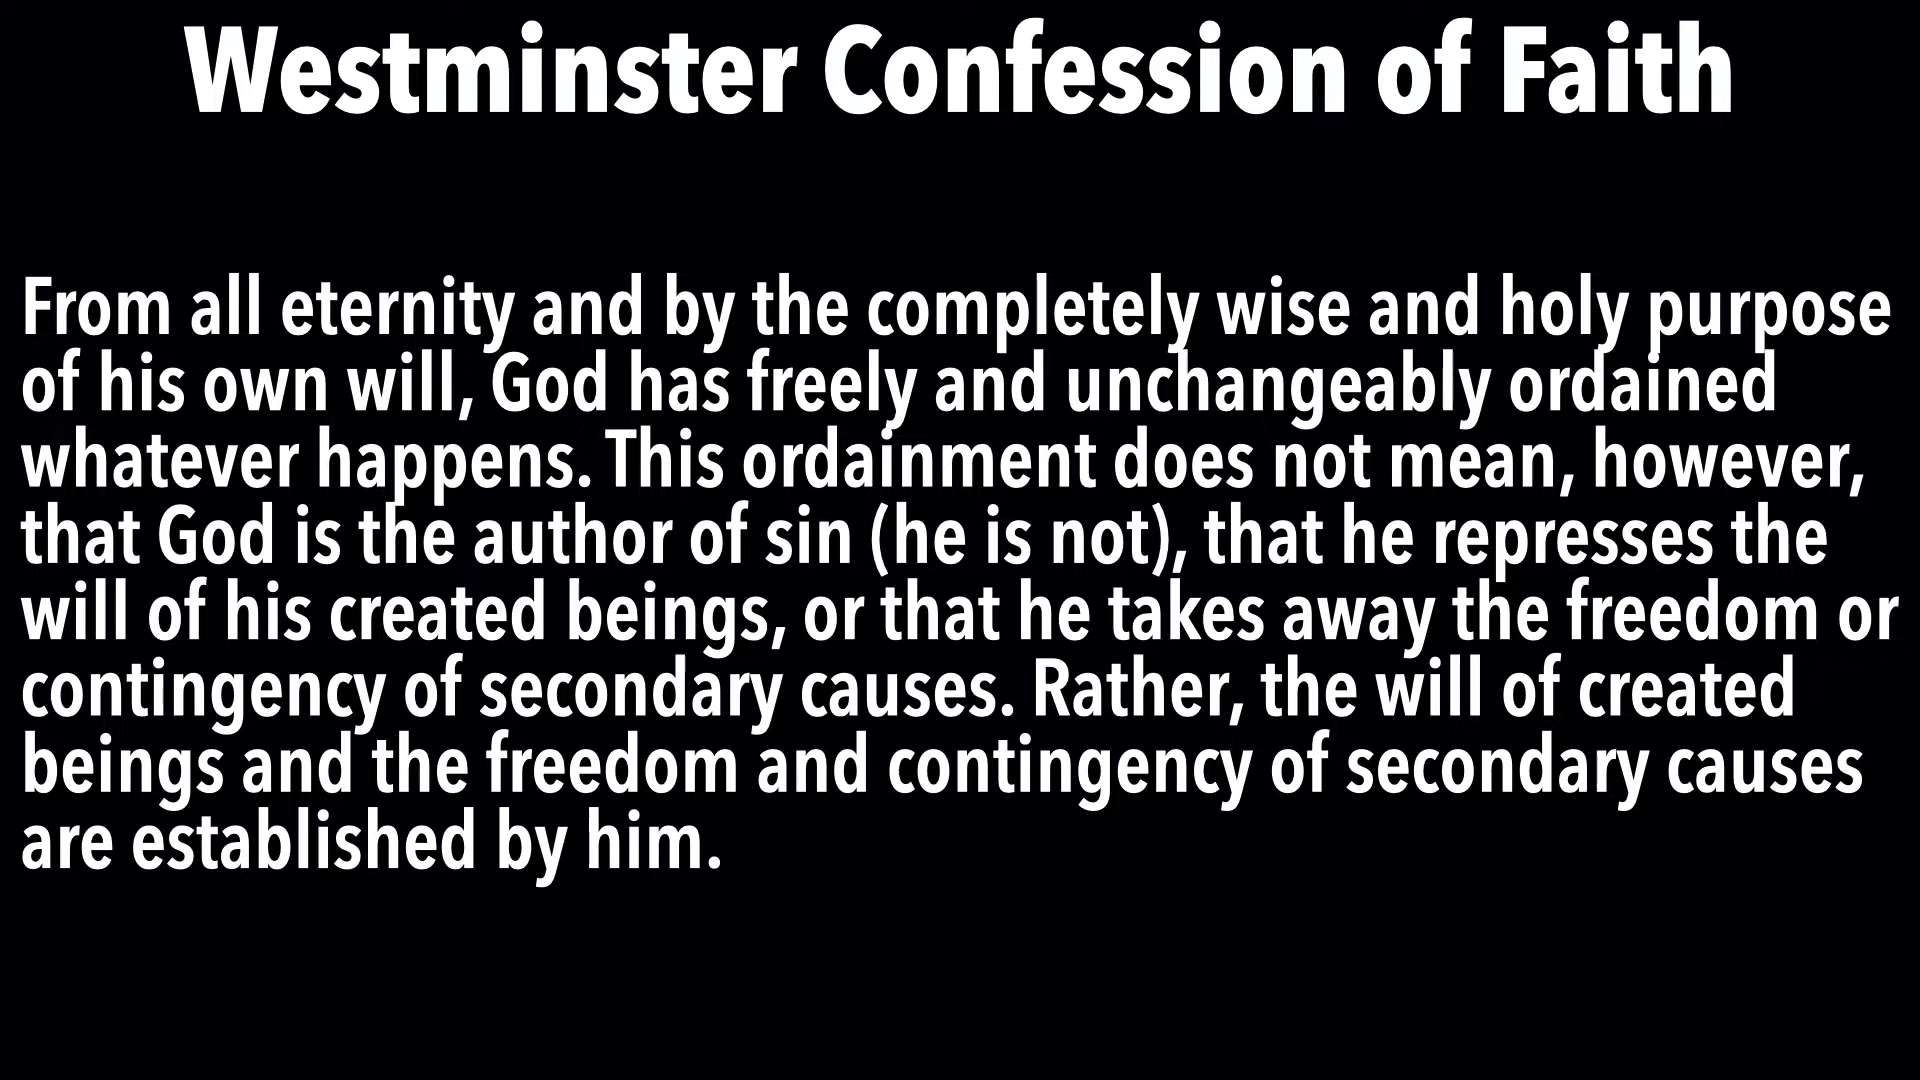 Westminster Confession of Faith
From all eternity and by the completely wise and holy purpose
of his own will, God has freely and unchangeably ordained
whatever happens. This ordainment does not mean, however,
that God is the author of sin (he is not), that he represses the
will of his created beings, or that he takes away the freedom or
contingency of secondary causes. Rather, the will of created
beings and the freedom and contingency of secondary causes
are established by him.